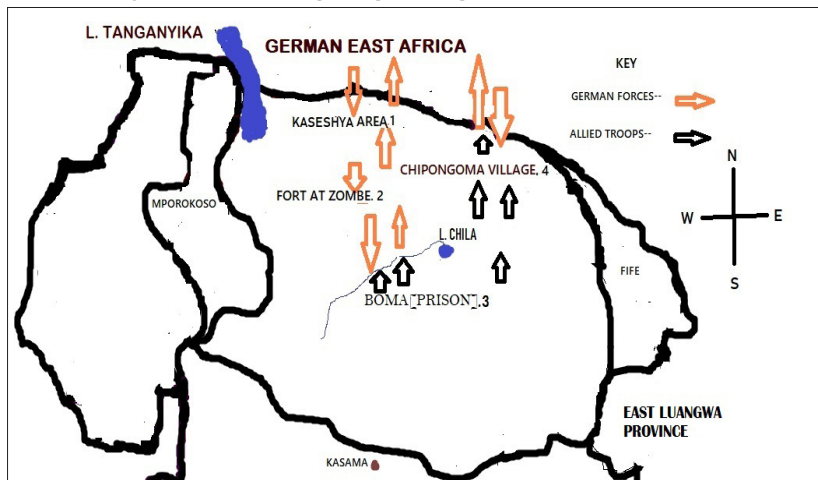 L. TANGANYIKA
GERMAN EAST AFRICA
KEY
GERMAN FORCES--
ALLIED TROOPS--
KASESHYA AREA 1
CHIPONGOMA VILLAGE. 4
FORT AT ZOMBE. 2
MPOROKOSO
L. CHILA
BOMA[PRISON].3
N
W
E
S
FIFE
EAST LUANGWA
PROVINCE
KASAMA